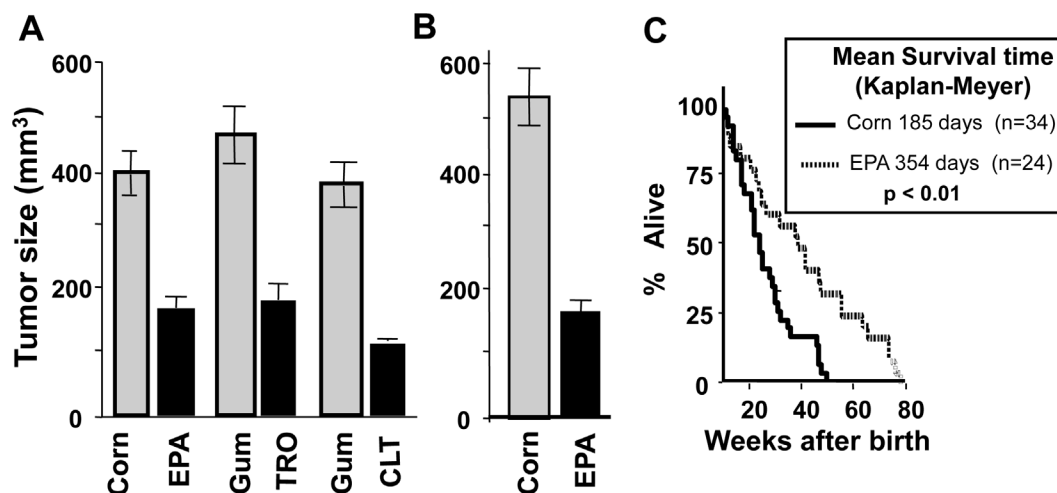 A
Tumor size (mm³)
600
400
200
0
Corn
EPA
Gum
TRO
Gum
CLT
B
600
400
200
0
Corn
EPA
C
Mean Survival time
(Kaplan-Meyer)
Corn 185 days (n=34)
EPA 354 days (n=24)
p < 0.01
% Alive
100
75
50
25
0
20 40 60 80
Weeks after birth